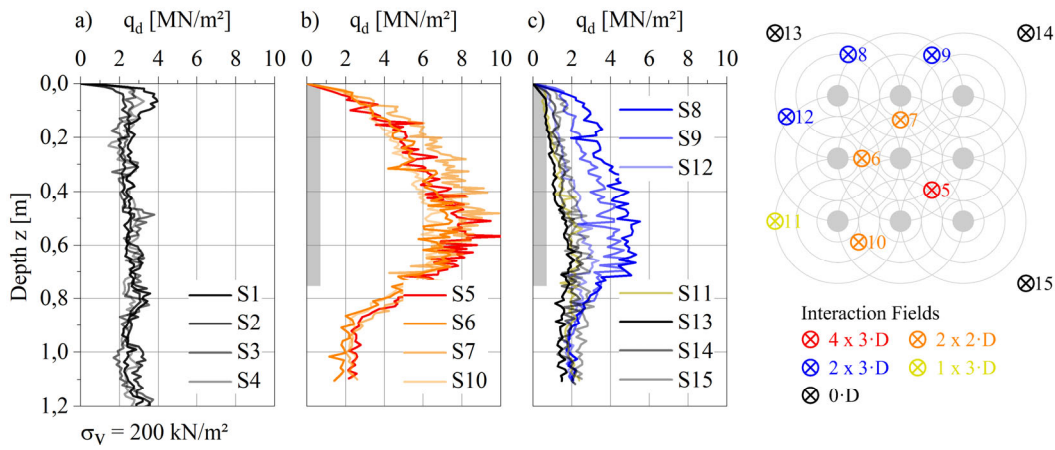 a) q_d [MN/m²] b) q_d [MN/m²] c) q_d [MN/m²]
0 2 4 6 8 10 0 2 4 6 8 10 0 2 4 6 8 10
Depth z [m]
0,0
0,2
0,4
0,6
0,8
1,0
1,2
S1
S2
S3
S4
σ_v = 200 kN/m²
S5
S6
S7
S10
S8
S9
S12
S11
S13
S14
S15
13 14
8 9
12 7
6
5
11
10
15
Interaction Fields
4 x 3·D 2 x 2·D
2 x 3·D 1 x 3·D
0·D